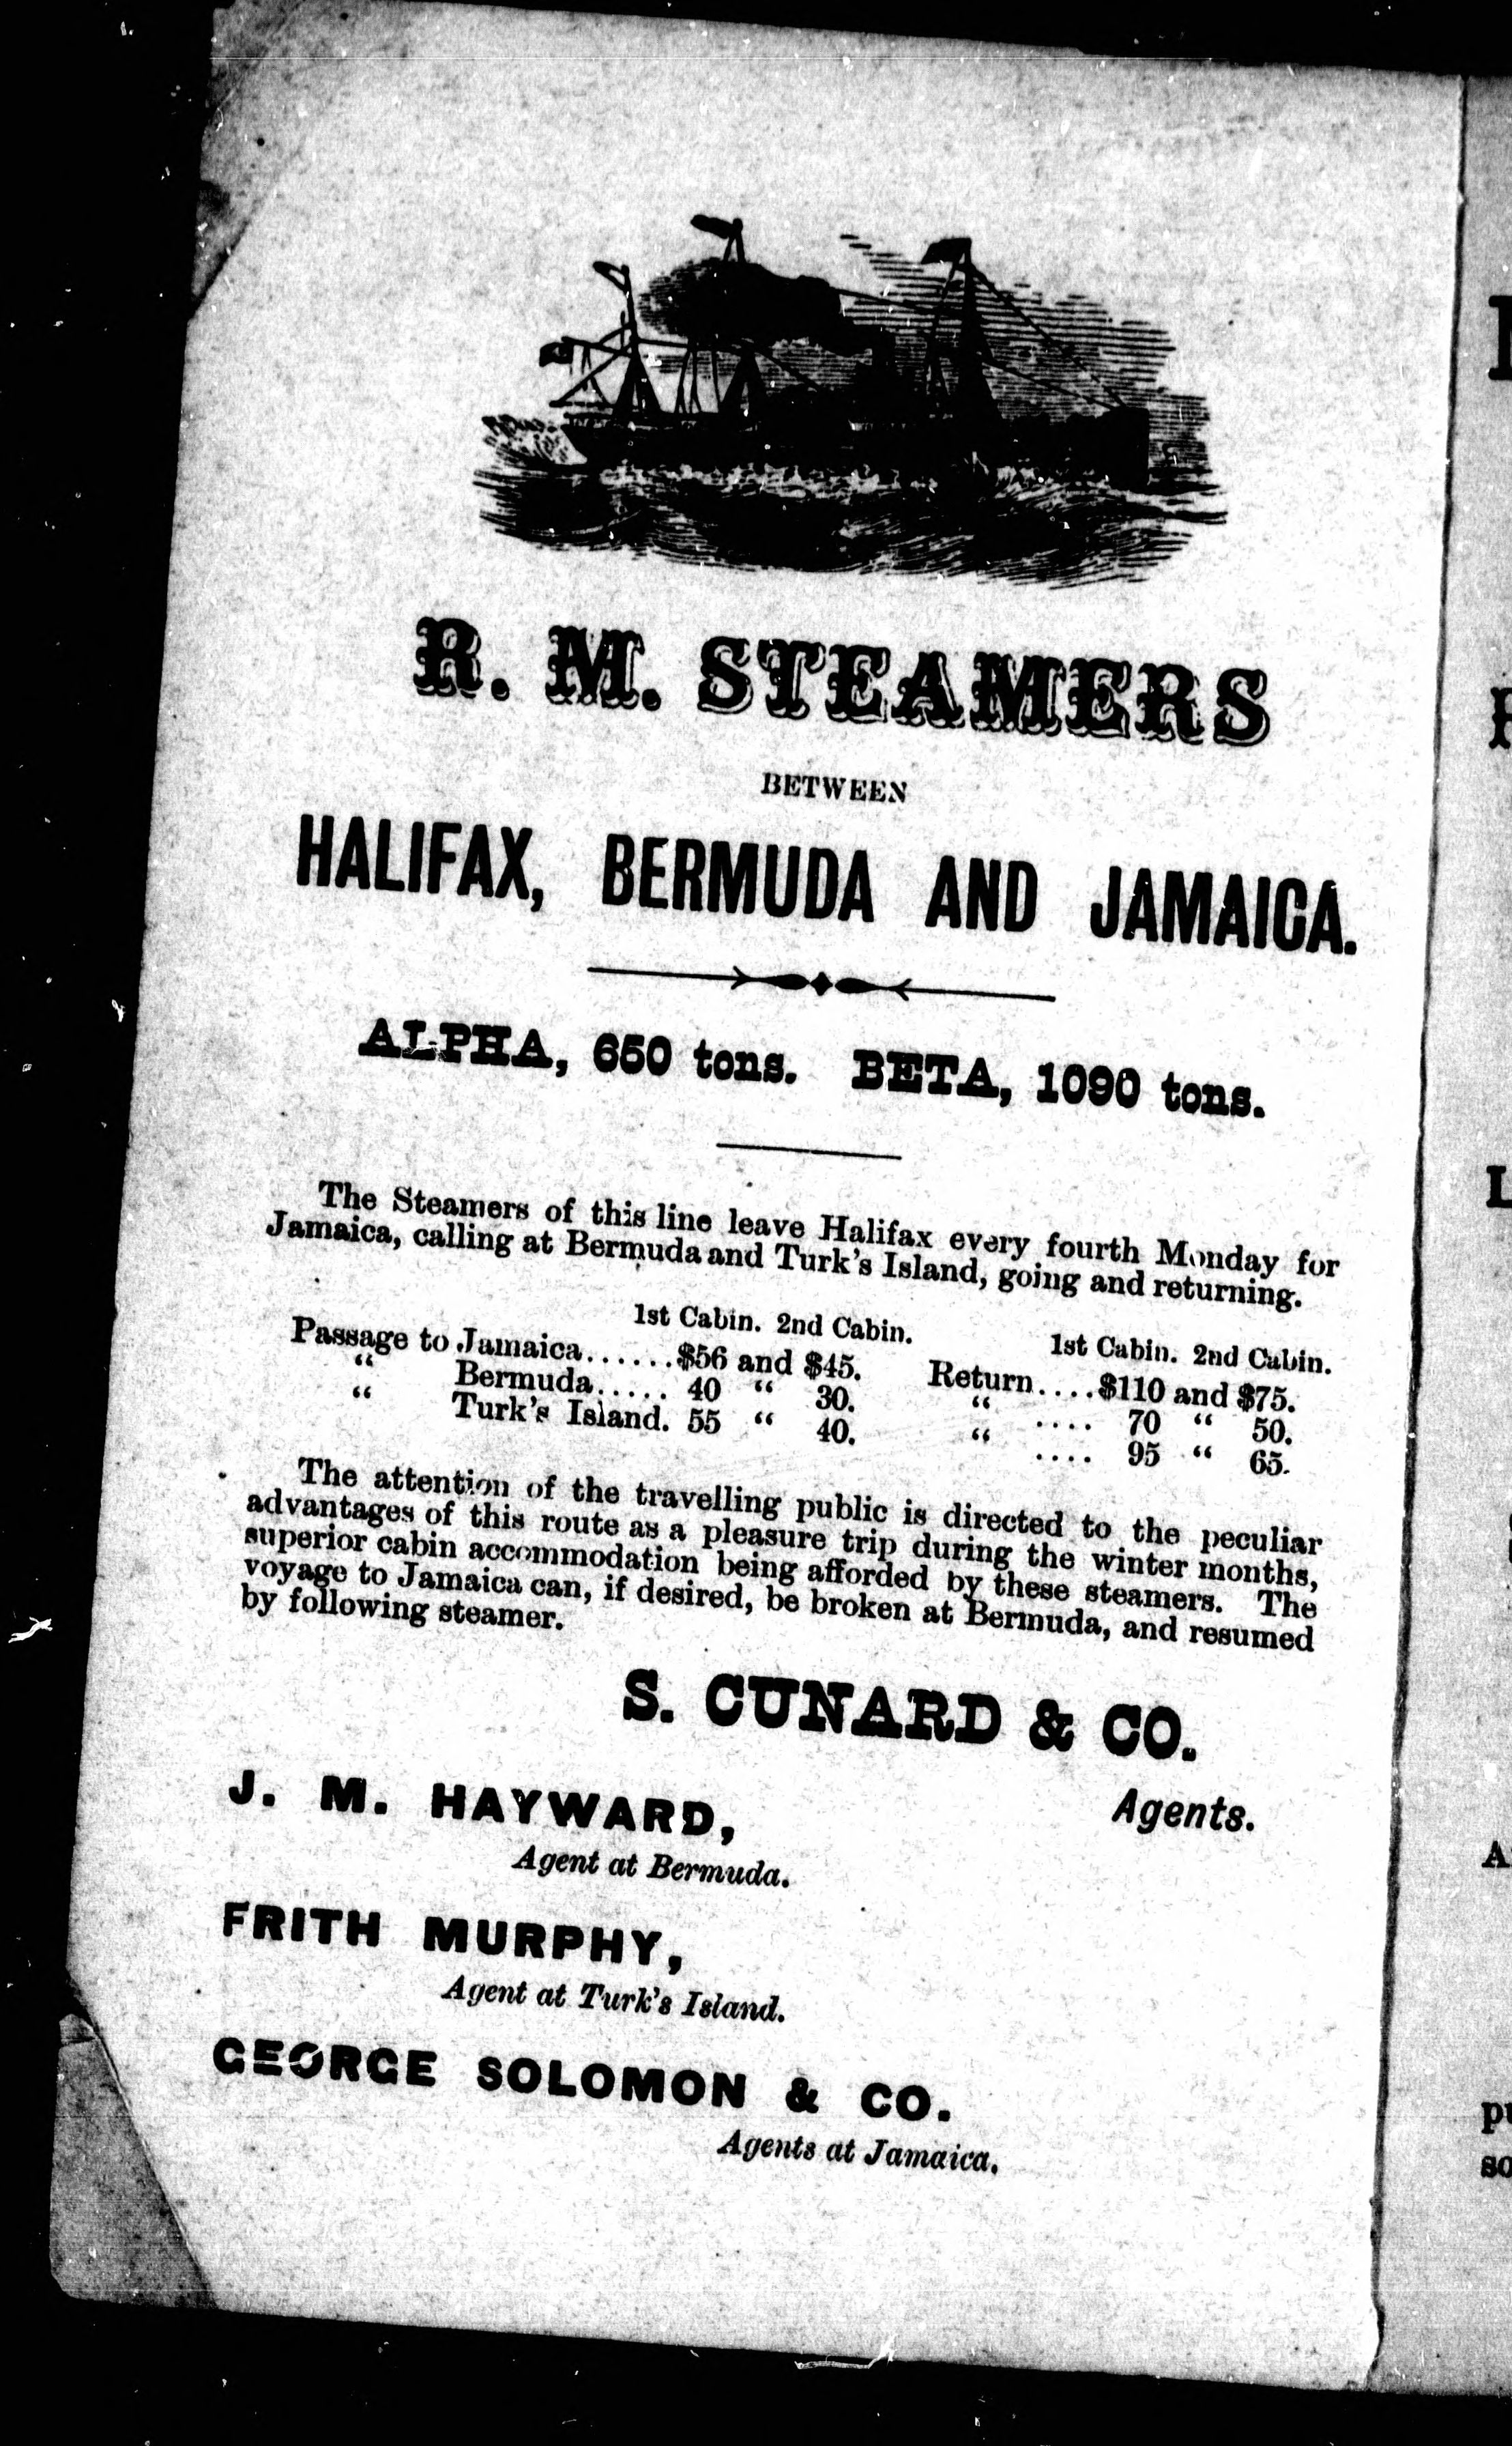 R. M. STEAMERS
BETWEEN
HALIFAX, BERMUDA AND JAMAICA.
ALPHA, 650 tons. BETA, 1090 tons.
The Steamers of this line leave Halifax every fourth Monday for
Jamaica, calling at Bermuda and Turk's Island, going and returning.
1st Cabin. 2nd Cabin. 1st Cabin. 2nd Cabin.
Passage to Jamaica......$56 and $45. Return....$110 and $75.
" Bermuda..... 40 " 30. " .... 70 " 50.
" Turk's Island. 55 " 40. " .... 95 " 65.
The attention of the travelling public is directed to the peculiar
advantages of this route as a pleasure trip during the winter months,
superior cabin accommodation being afforded by these steamers. The
voyage to Jamaica can, if desired, be broken at Bermuda, and resumed
by following steamer.
S. CUNARD & CO.
Agents.
J. M. HAYWARD,
Agent at Bermuda.
FRITH MURPHY,
Agent at Turk's Island.
GEORGE SOLOMON & CO.
Agents at Jamaica.